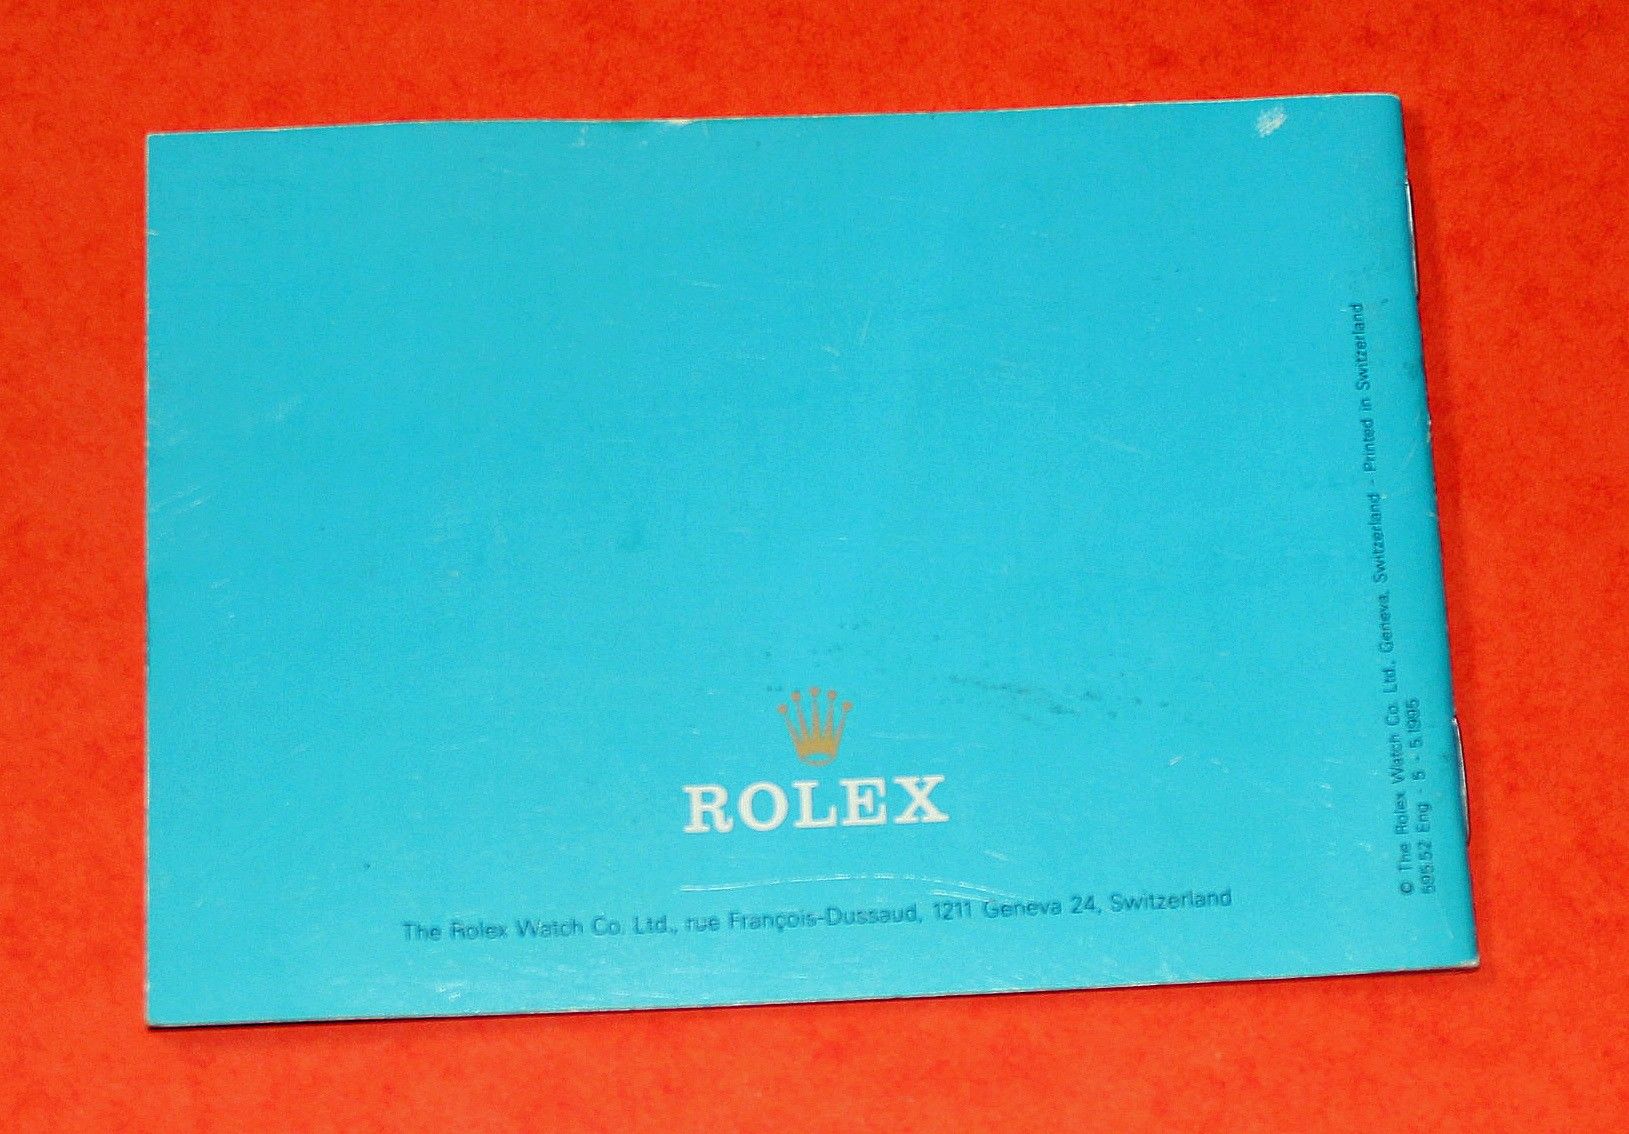 ROLEX
The Rolex Watch Co. Ltd., rue François-Dussaud, 1211 Geneva 24, Switzerland
© The Rolex Watch Co. Ltd., Geneva, Switzerland - Printed in Switzerland
595.52 Eng - 5 - 5.1995